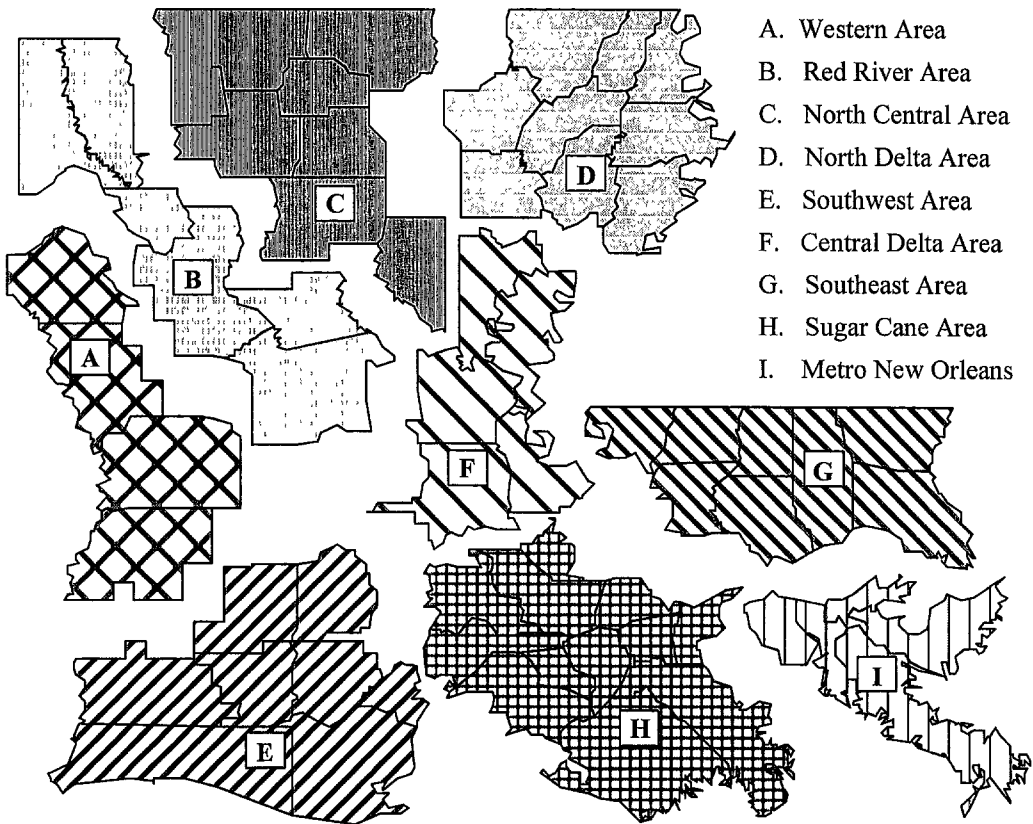 A. Western Area
B. Red River Area
C. North Central Area
D. North Delta Area
E. Southwest Area
F. Central Delta Area
G. Southeast Area
H. Sugar Cane Area
I. Metro New Orleans
C
D
B
A
F
G
I
H
E